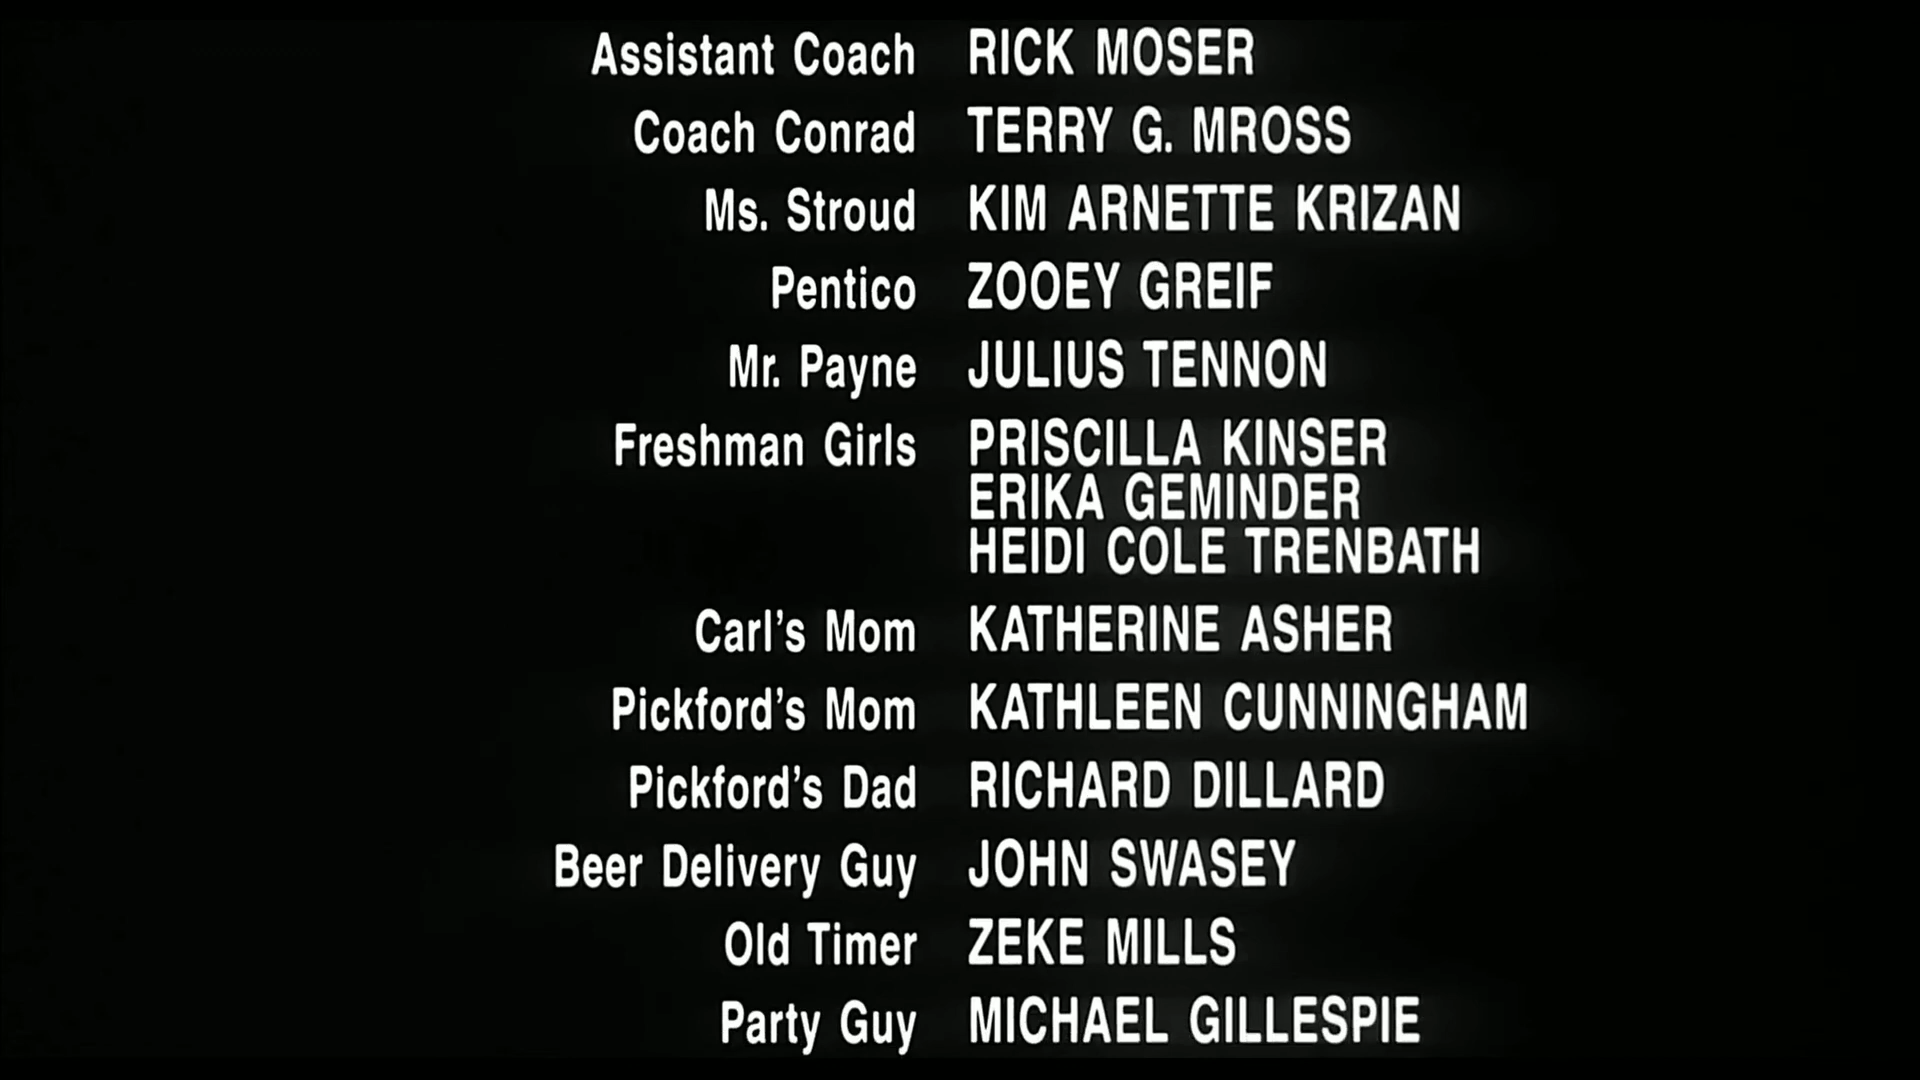 Assistant Coach RICK MOSER
Coach Conrad TERRY G. MROSS
Ms. Stroud KIM ARNETTE KRIZAN
Pentico ZOOEY GREIF
Mr. Payne JULIUS TENNON
Freshman Girls PRISCILLA KINSER
ERIKA GEMINDER
HEIDI COLE TRENBATH
Carl's Mom KATHERINE ASHER
Pickford's Mom KATHLEEN CUNNINGHAM
Pickford's Dad RICHARD DILLARD
Beer Delivery Guy JOHN SWASEY
Old Timer ZEKE MILLS
Party Guy MICHAEL GILLESPIE